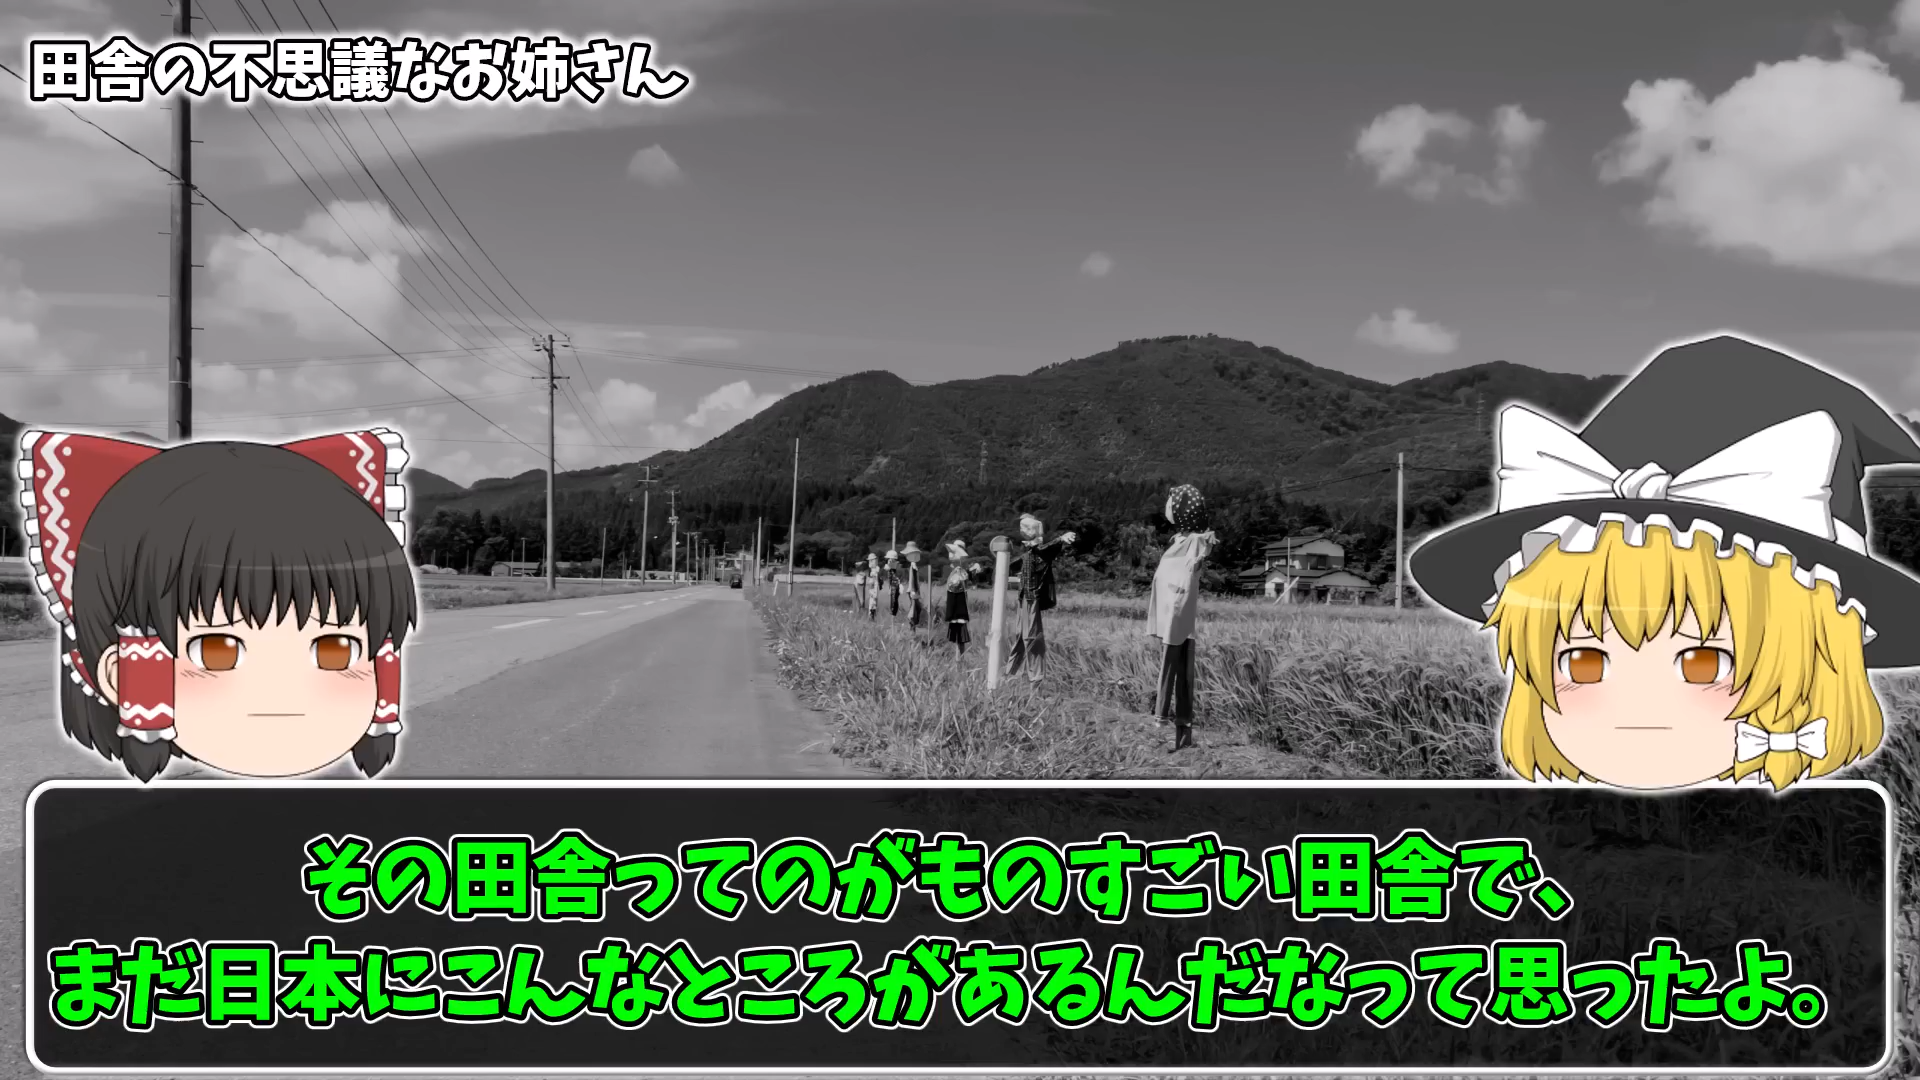 田舎の不思議なお姉さん
その田舎ってのがものすごい田舎で、
まだ日本にこんなところがあるんだなって思ったよ。